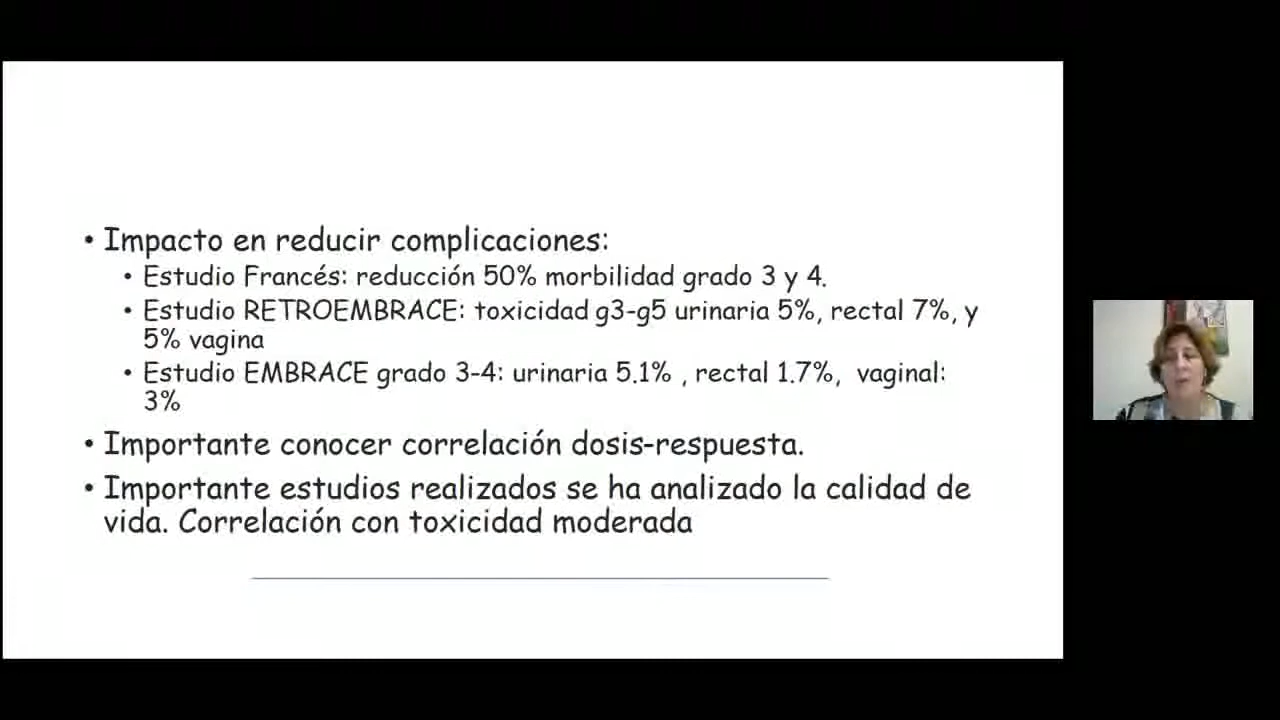 • Impacto en reducir complicaciones:
• Estudio Francés: reducción 50% morbilidad grado 3 y 4.
• Estudio RETROEMBRACE: toxicidad g3-g5 urinaria 5%, rectal 7%, y
5% vagina
• Estudio EMBRACE grado 3-4: urinaria 5.1% , rectal 1.7%, vaginal:
3%
• Importante conocer correlación dosis-respuesta.
• Importante estudios realizados se ha analizado la calidad de
vida. Correlación con toxicidad moderada